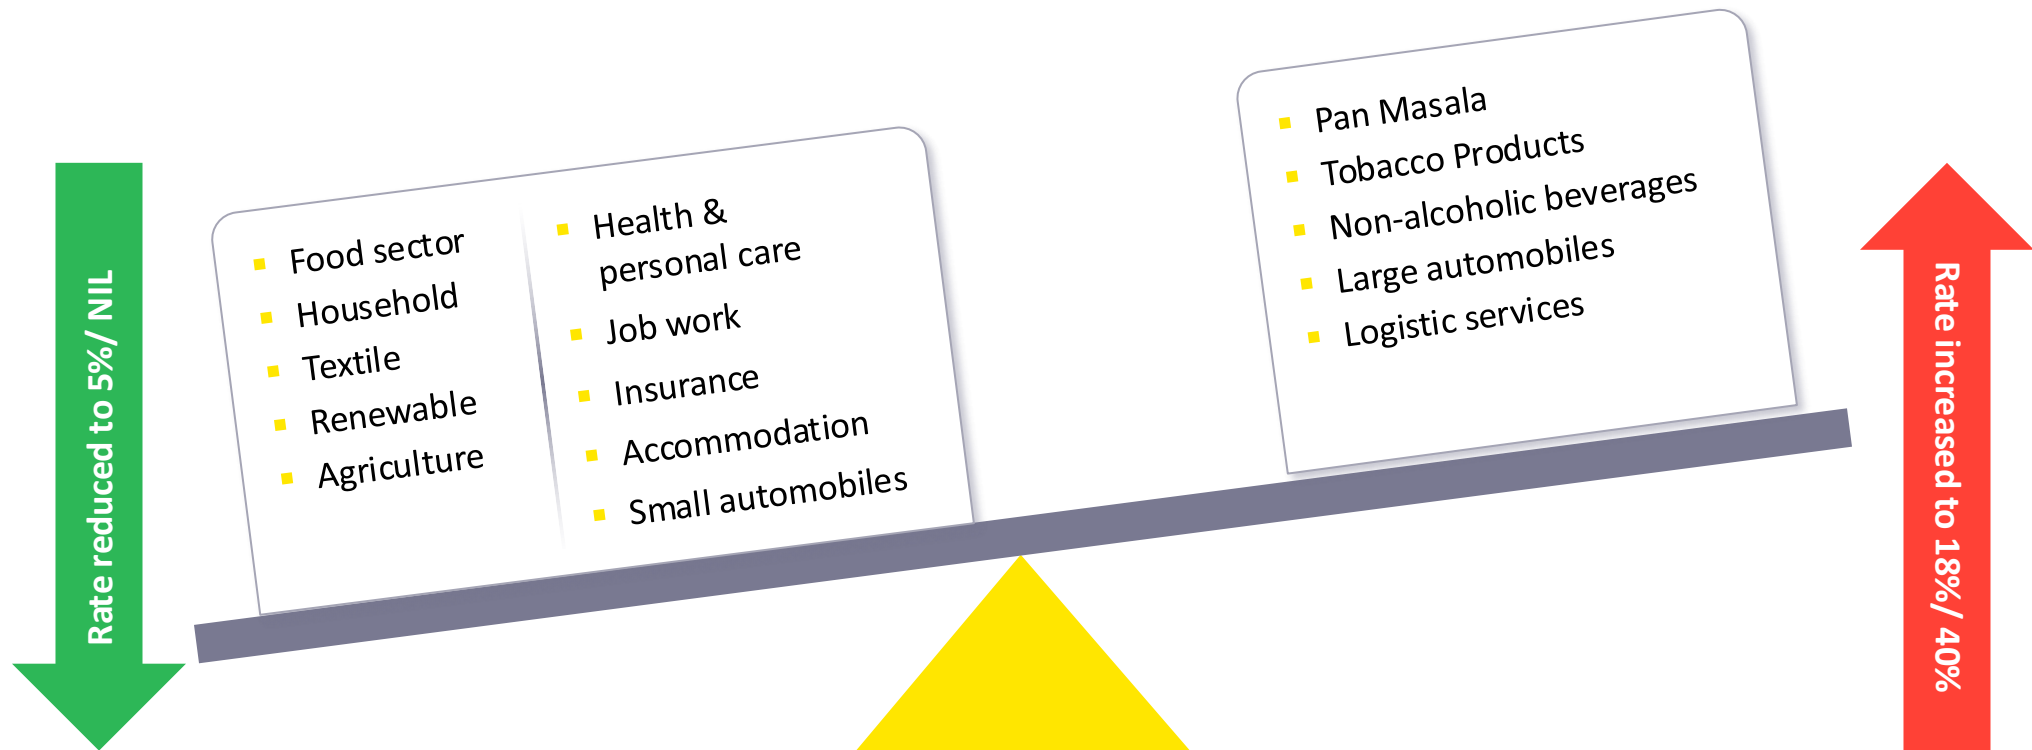 Rate reduced to 5%/ NIL
Food sector
Household
Textile
Renewable
Agriculture
Health &
personal care
Job work
Insurance
Accommodation
Small automobiles
Pan Masala
Tobacco Products
Non-alcoholic beverages
Large automobiles
Logistic services
Rate increased to 18%/ 40%